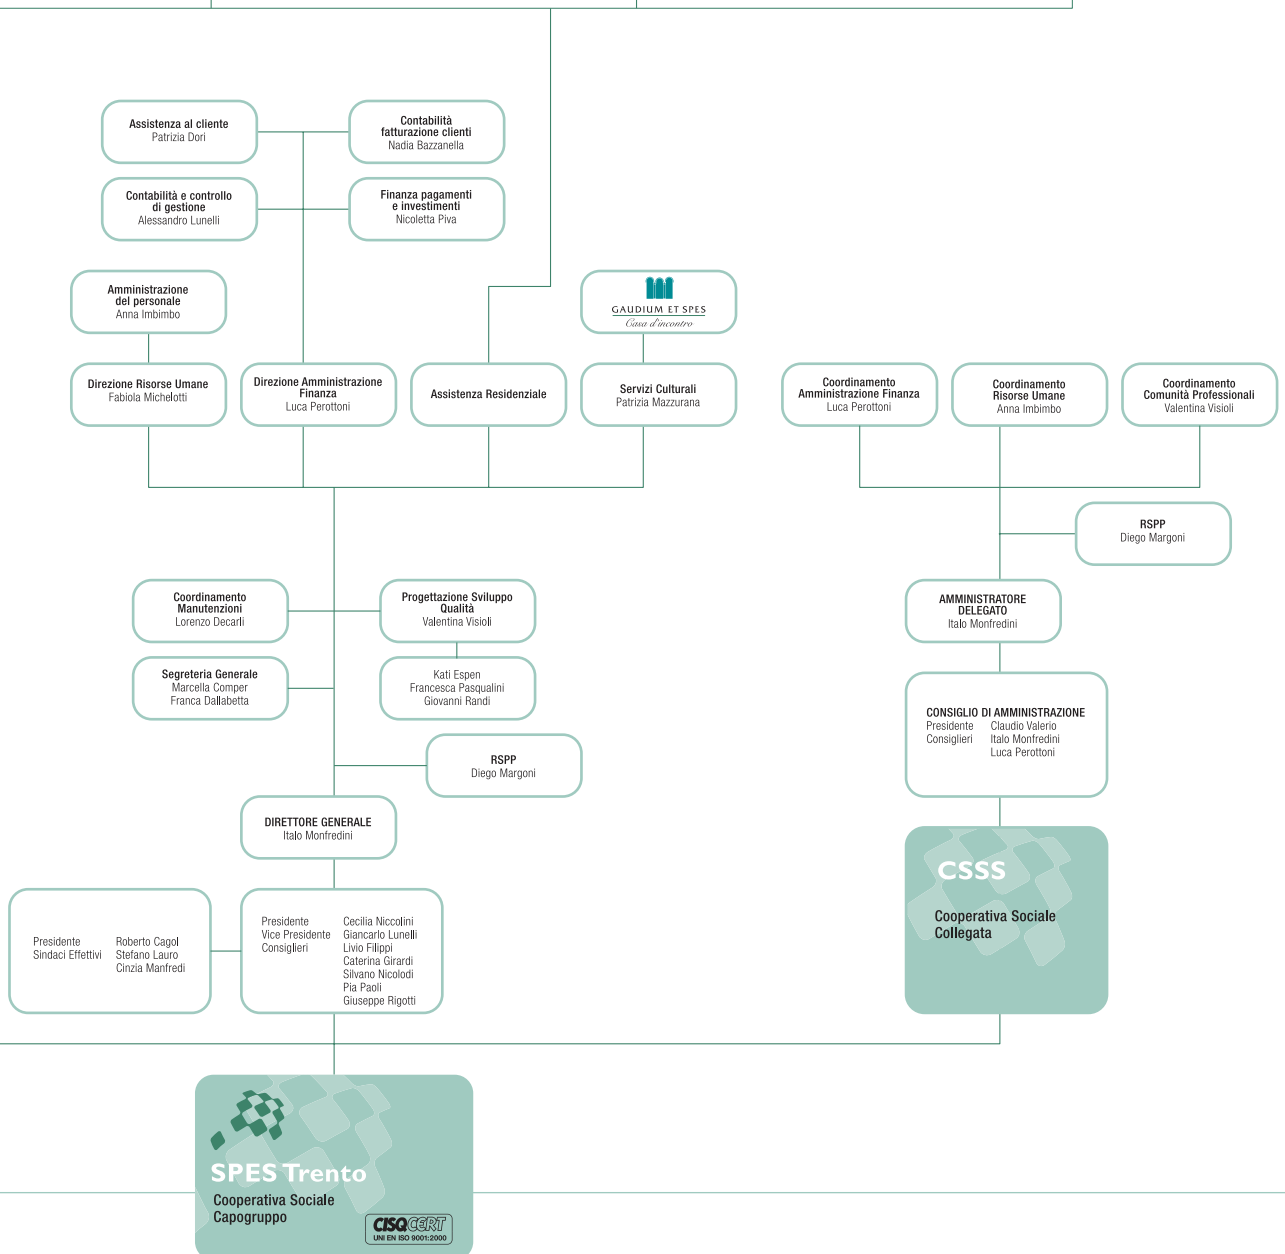 Assistenza al cliente
Patrizia Dori
Contabilità
fatturazione clienti
Nadia Bazzanella
Contabilità e controllo
di gestione
Alessandro Lunelli
Finanza pagamenti
e investimenti
Nicoletta Piva
Amministrazione
del personale
Anna Imbimbo
GAUDIUM ET SPES
Casa d'incontro
Direzione Risorse Umane
Fabiola Michelotti
Direzione Amministrazione
Finanza
Luca Perottoni
Assistenza Residenziale
Servizi Culturali
Patrizia Mazzurana
Coordinamento
Amministrazione Finanza
Luca Perottoni
Coordinamento
Risorse Umane
Anna Imbimbo
Coordinamento
Comunità Professionali
Valentina Visioli
RSPP
Diego Margoni
Coordinamento
Manutenzioni
Lorenzo Decarli
Progettazione Sviluppo
Qualità
Valentina Visioli
AMMINISTRATORE
DELEGATO
Italo Monfredini
Segreteria Generale
Marcella Comper
Franca Dallabetta
Kati Espen
Francesca Pasqualini
Giovanni Randi
CONSIGLIO DI AMMINISTRAZIONE
Presidente Claudio Valerio
Consiglieri Italo Monfredini
Luca Perottoni
RSPP
Diego Margoni
DIRETTORE GENERALE
Italo Monfredini
CSSS
Cooperativa Sociale
Collegata
Presidente Roberto Cagol
Sindaci Effettivi Stefano Lauro
Cinzia Manfredi
Presidente Cecilia Niccolini
Vice Presidente Giancarlo Lunelli
Consiglieri Livio Filippi
Caterina Girardi
Silvano Nicolodi
Pia Paoli
Giuseppe Rigotti
SPES Trento
Cooperativa Sociale
Capogruppo
CISQCERT
UNI EN ISO 9001:2000